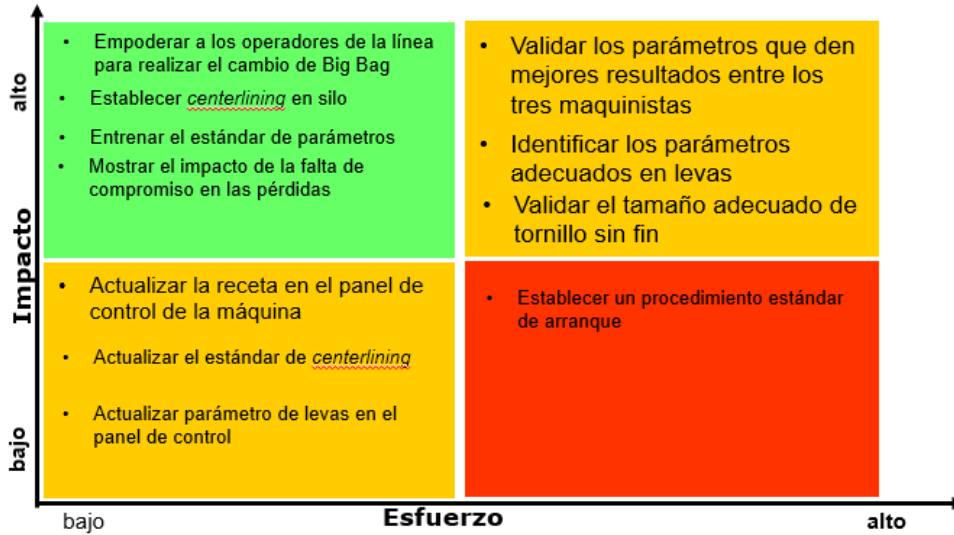 alto
Impacto
bajo
• Empoderar a los operadores de la línea
para realizar el cambio de Big Bag
• Establecer centerlining en silo
• Entrenar el estándar de parámetros
• Mostrar el impacto de la falta de
compromiso en las pérdidas
• Validar los parámetros que den
mejores resultados entre los
tres maquinistas
• Identificar los parámetros
adecuados en levas
• Validar el tamaño adecuado de
tornillo sin fin
• Actualizar la receta en el panel de
control de la máquina
• Actualizar el estándar de centerlining
• Actualizar parámetro de levas en el
panel de control
• Establecer un procedimiento estándar
de arranque
bajo
Esfuerzo
alto